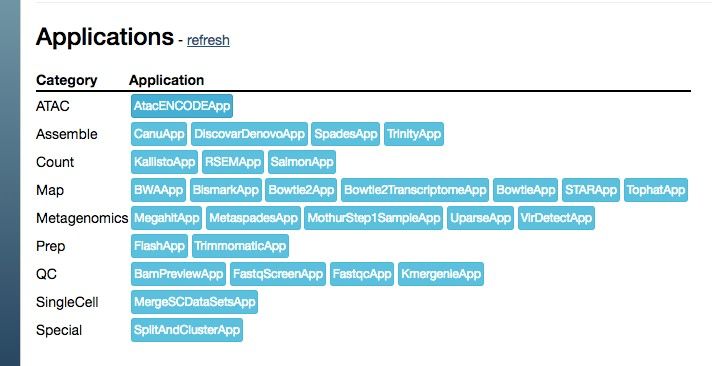 Applications - refresh
Category Application
ATAC AtacENCODEApp
Assemble CanuApp DiscovarDenovoApp SpadesApp TrinityApp
Count KallistoApp RSEMApp SalmonApp
Map BWAApp BismarkApp Bowtie2App Bowtie2TranscriptomeApp BowtieApp STARApp TophatApp
Metagenomics MegahitApp MetaspadesApp MothurStep1SampleApp UparseApp VirDetectApp
Prep FlashApp TrimmomaticApp
QC BamPreviewApp FastqScreenApp FastqcApp KmergenieApp
SingleCell MergeSCDataSetsApp
Special SplitAndClusterApp